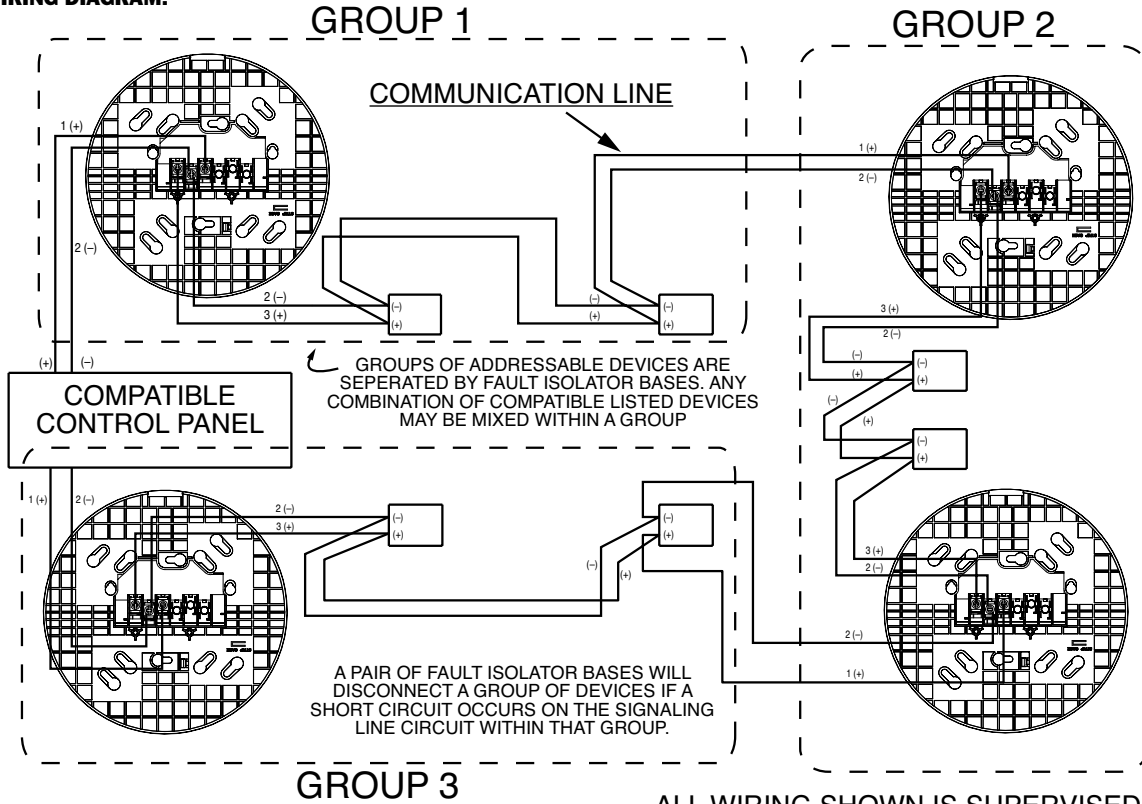 IRING DIAGRAM:
GROUP 1
GROUP 2
COMMUNICATION LINE
1 (+)
2 (–)
1 (+)
2 (–)
2 (–)
3 (+)
(–)
(+)
(–)
(+)
(–)
(+)
3 (+)
2 (–)
(–)
(+)
(–)
(+)
(–)
(+)
(–)
(+)
3 (+)
2 (–)
(+)
(–)
GROUPS OF ADDRESSABLE DEVICES ARE
SEPERATED BY FAULT ISOLATOR BASES. ANY
COMBINATION OF COMPATIBLE LISTED DEVICES
MAY BE MIXED WITHIN A GROUP
COMPATIBLE
CONTROL PANEL
1 (+)
2 (–)
2 (–)
3 (+)
(–)
(+)
(–)
(+)
(–)
(+)
2 (–)
1 (+)
A PAIR OF FAULT ISOLATOR BASES WILL
DISCONNECT A GROUP OF DEVICES IF A
SHORT CIRCUIT OCCURS ON THE SIGNALING
LINE CIRCUIT WITHIN THAT GROUP.
GROUP 3
ALL WIRING SHOWN IS SUPERVISED